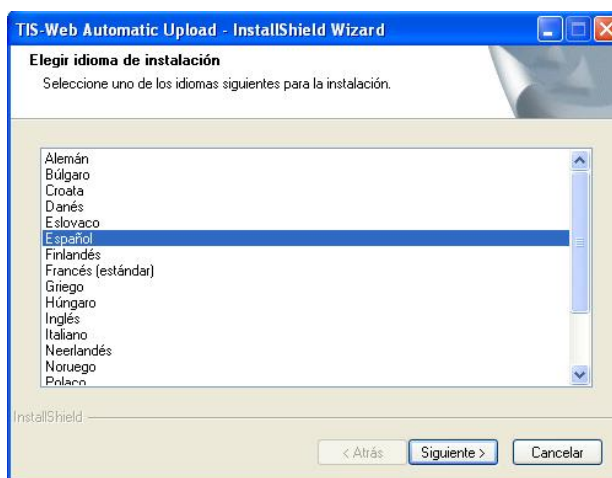 TIS-Web Automatic Upload - InstallShield Wizard
Elegir idioma de instalación
Seleccione uno de los idiomas siguientes para la instalación.
Alemán
Búlgaro
Croata
Danés
Eslovaco
Español
Finlandés
Francés (estándar)
Griego
Húngaro
Inglés
Italiano
Neerlandés
Noruego
Polaco
InstallShield
< Atrás
Siguiente >
Cancelar